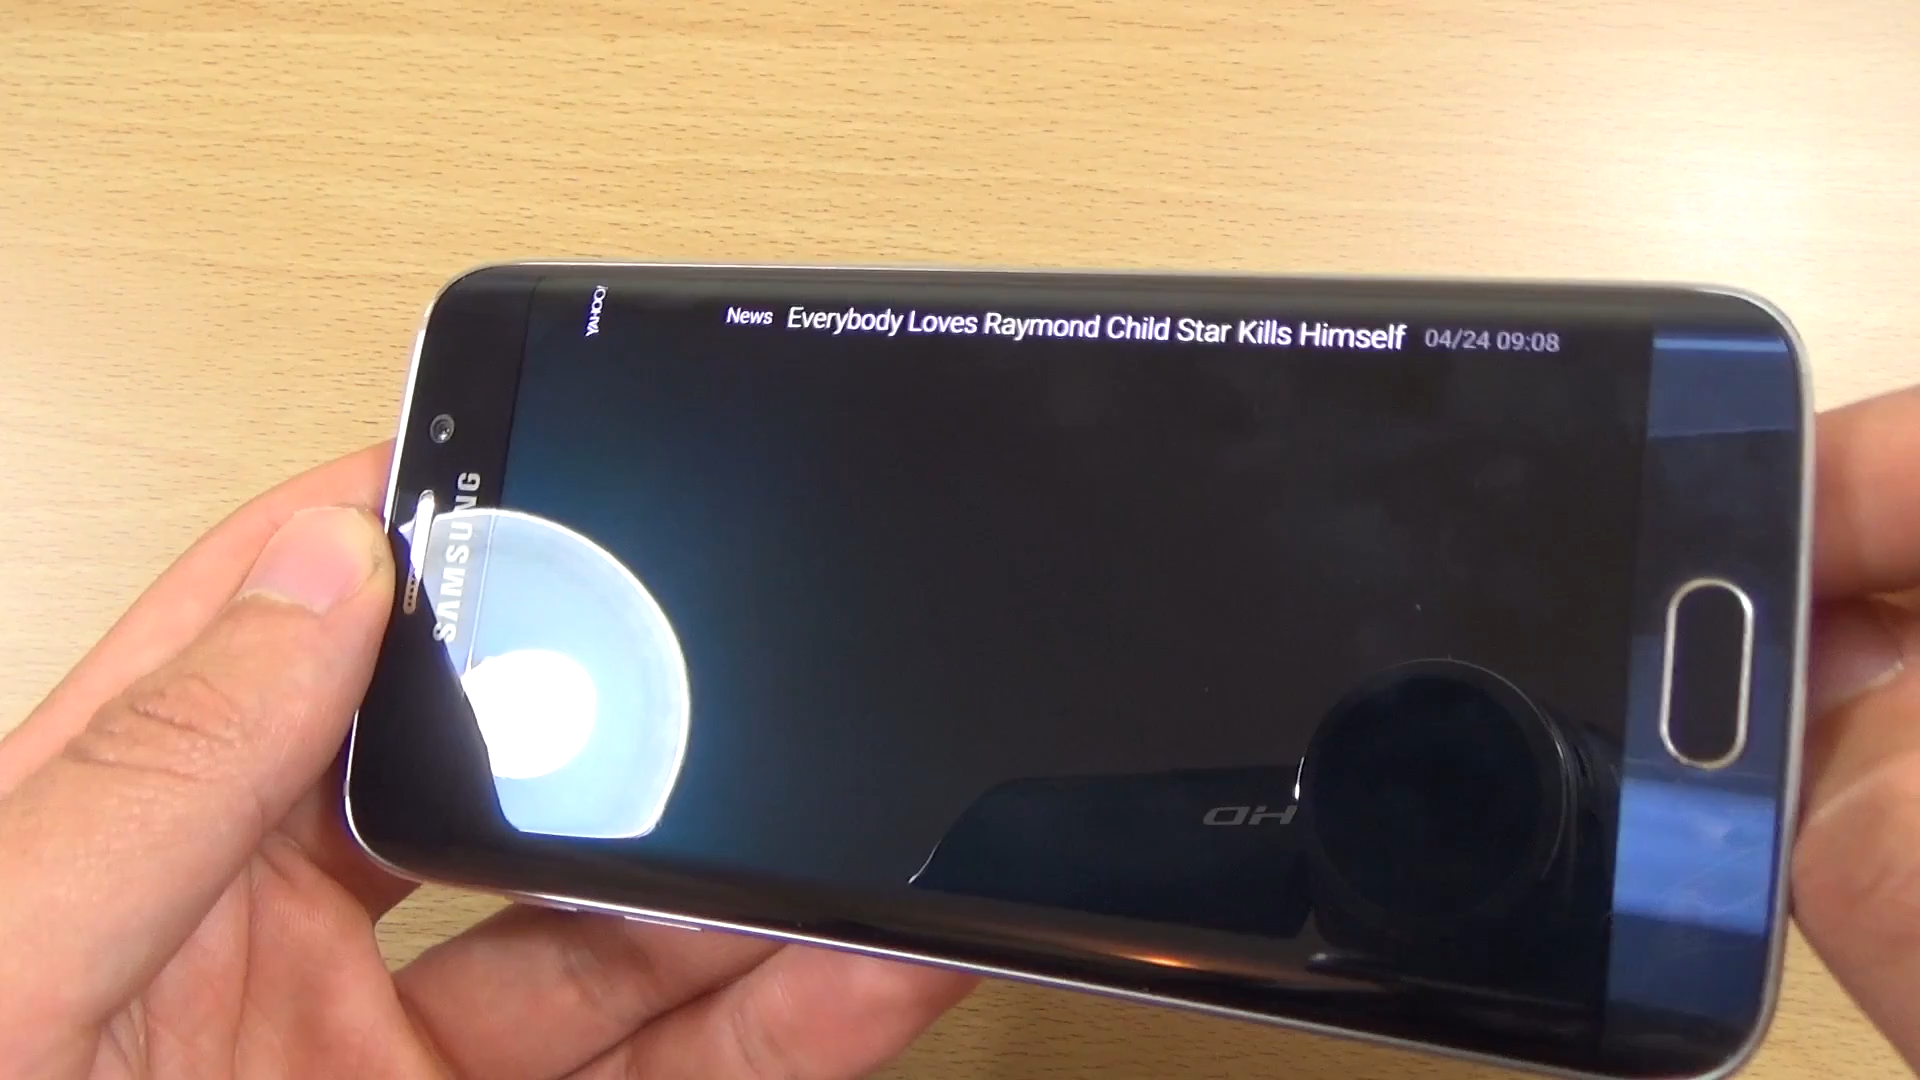 YAHOO!
News Everybody Loves Raymond Child Star Kills Himself 04/24 09:08
SAMSUNG
HD